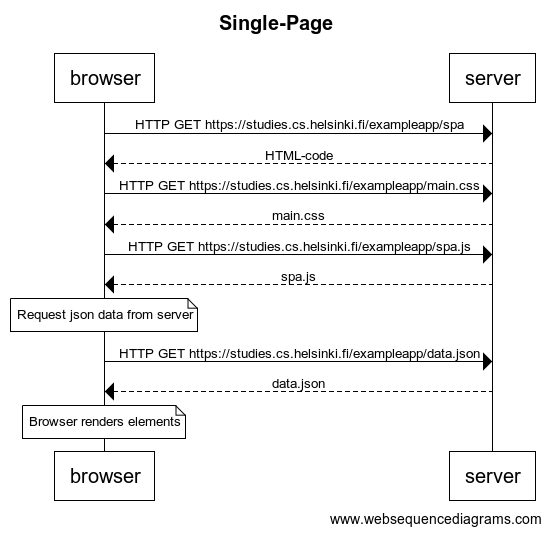 Single-Page
browser server
HTTP GET https://studies.cs.helsinki.fi/exampleapp/spa
HTML-code
HTTP GET https://studies.cs.helsinki.fi/exampleapp/main.css
main.css
HTTP GET https://studies.cs.helsinki.fi/exampleapp/spa.js
spa.js
Request json data from server
HTTP GET https://studies.cs.helsinki.fi/exampleapp/data.json
data.json
Browser renders elements
browser server
www.websequencediagrams.com